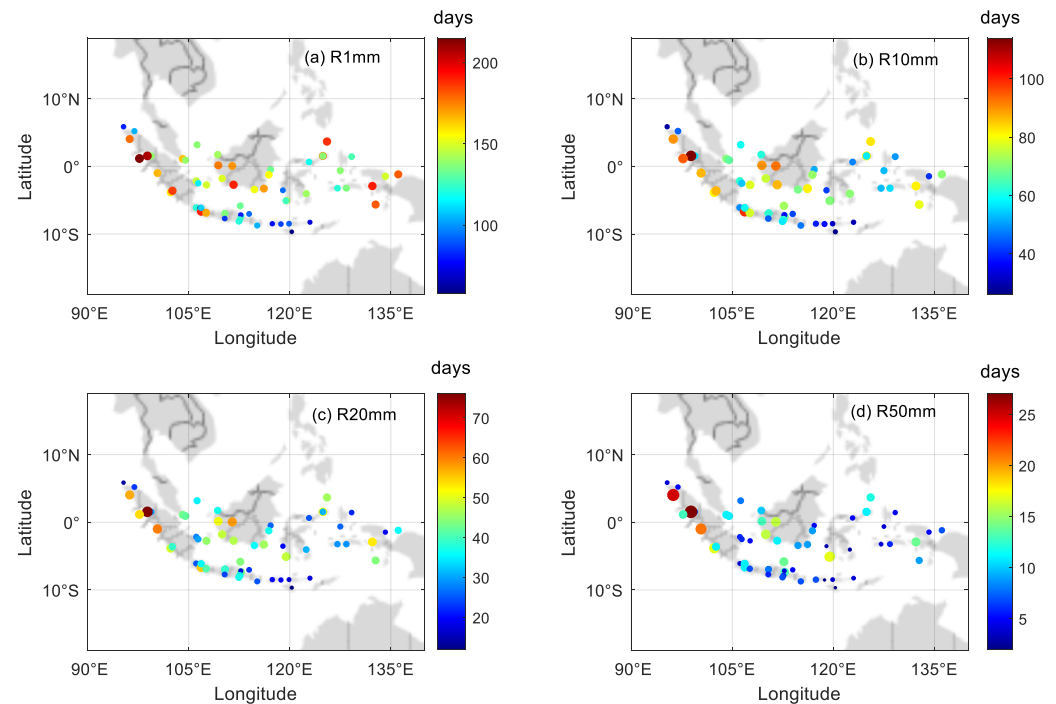 days
(a) R1mm
200
150
100
10°N
0°
10°S
Latitude
90°E 105°E 120°E 135°E
Longitude
days
(b) R10mm
100
80
60
40
10°N
0°
10°S
Latitude
90°E 105°E 120°E 135°E
Longitude
days
(c) R20mm
70
60
50
40
30
20
10°N
0°
10°S
Latitude
90°E 105°E 120°E 135°E
Longitude
days
(d) R50mm
25
20
15
10
5
10°N
0°
10°S
Latitude
90°E 105°E 120°E 135°E
Longitude